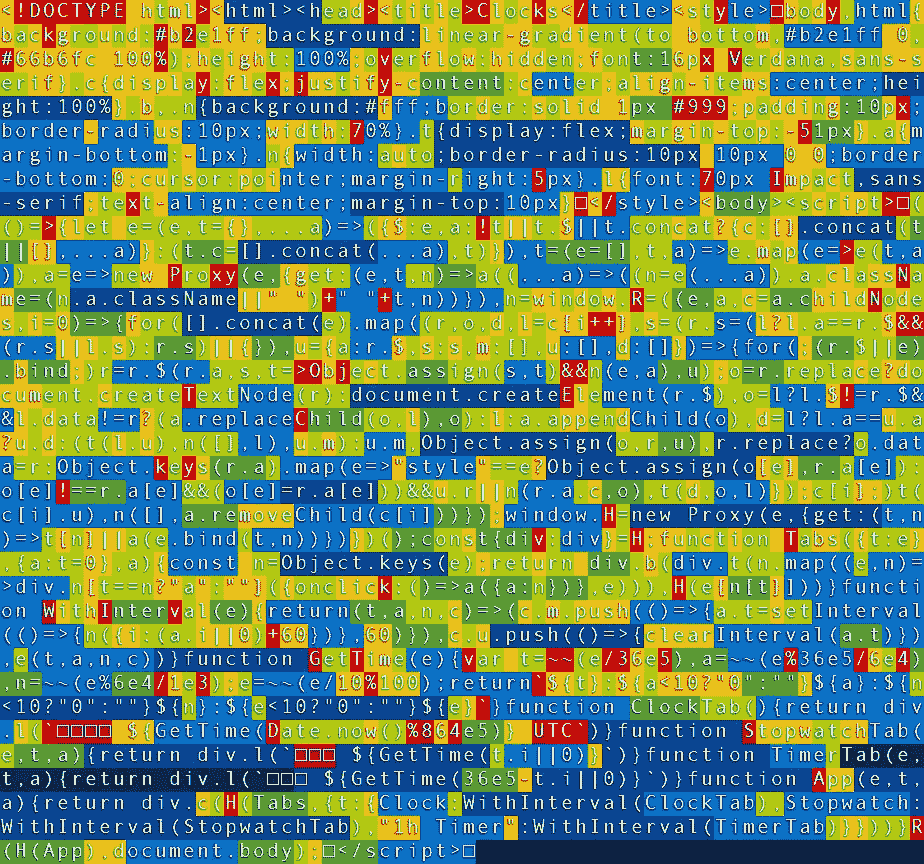 <!DOCTYPE html><html><head><title>Clocks</title><style>□body,html{
background:#b2e1ff;background:linear-gradient(to bottom,#b2e1ff 0,
#66b6fc 100%);height:100%;overflow:hidden;font:16px Verdana,sans-s
erif}.c{display:flex;justify-content:center;align-items:center;hei
ght:100%}.b,.n{background:#fff;border:solid 1px #999;padding:10px;
border-radius:10px;width:70%}.t{display:flex;margin-top:-51px}.a{m
argin-bottom:-1px}.n{width:auto;border-radius:10px 10px 0 0;border
-bottom:0;cursor:pointer;margin-right:5px}.l{font:70px Impact,sans
-serif;text-align:center;margin-top:10px}□</style><body><script>□(
()=>{let e=(e,t={},...a)=>({$:e,a:!t||t.$||t.concat?{c:[].concat(t
||[],...a)}:(t.c=[].concat(...a),t)}),t=(e=[],t,a)=>e.map(e=>e(t,a
)),a=e=>new Proxy(e,{get:(e,t,n)=>a((...a)=>((n=e(...a)).a.classNa
me=(n.a.className||" ")+" "+t,n))}),n=window.R=((e,a,c=a.childNode
s,i=0)=>{for([].concat(e).map((r,o,d,l=c[i++],s=(r.s=(l?l.a==r.$&&
(r.s||l.s):r.s)||{}),u={a:r.$,s:s,m:[],u:[],d:[]})=>{for(;(r.$||e)
.bind;)r=r.$(r.a,s,t=>Object.assign(s,t)&&n(e,a),u);o=r.replace?do
cument.createTextNode(r):document.createElement(r.$),o=l?l.$!=r.$&
&l.data!=r?(a.replaceChild(o,l),o):l:a.appendChild(o),d=l?l.a==u.a
?u.d:(t(l.u),n([],l),u.m):u.m,Object.assign(o,r,u),r.replace?o.dat
a=r:Object.keys(r.a).map(e=>"style"==e?Object.assign(o[e],r.a[e]):
o[e]!==r.a[e]&&(o[e]=r.a[e]))&&u.r||n(r.a.c,o),t(d,o,l)});c[i];)t(
c[i].u),n([],a.removeChild(c[i]))});window.H=new Proxy(e,{get:(t,n
)=>t[n]||a(e.bind(t,n))})})();const{div:div}=H;function Tabs({t:e}
,{a:t=0},a){const n=Object.keys(e);return div.b(div.t(n.map((e,n)=
>div.n[t==n?"a":""]({onclick:()=>a({a:n})},e))),H(e[n[t]]))}functi
on WithInterval(e){return(t,a,n,c)=>(c.m.push(()=>{a.t=setInterval
(()=>{n({i:(a.i||0)+60})},60)}),c.u.push(()=>{clearInterval(a.t)})
,e(t,a,n,c))}function GetTime(e){var t=~~(e/36e5),a=~~(e%36e5/6e4)
,n=~~(e%6e4/1e3);e=~~(e/10%100);return`${t}:${a<10?"0":""}${a}:${n
<10?"0":""}${n}:${e<10?"0":""}${e}`}function ClockTab(){return div
.l(`□□□□ ${GetTime(Date.now()%864e5)} UTC`)}function StopwatchTab(
e,t,a){return div.l(`□□□ ${GetTime(t.i||0)}`)}function TimerTab(e,
t,a){return div.l(`□□□ ${GetTime(36e5-t.i||0)}`)}function App(e,t,
a){return div.c(H(Tabs,{t:{Clock:WithInterval(ClockTab),Stopwatch:
WithInterval(StopwatchTab),"1h Timer":WithInterval(TimerTab)}}))}R
(H(App),document.body);□</script>□